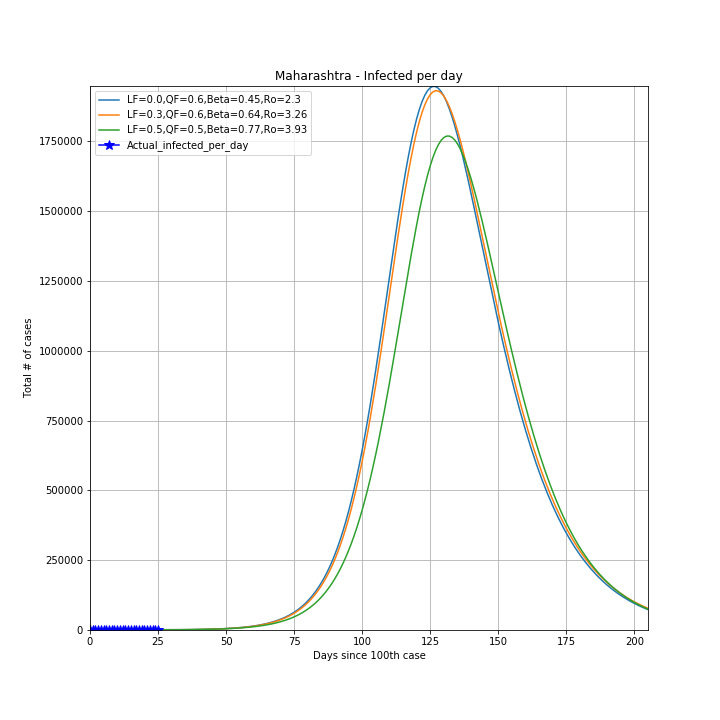 Maharashtra - Infected per day
LF=0.0,QF=0.6,Beta=0.45,Ro=2.3
LF=0.3,QF=0.6,Beta=0.64,Ro=3.26
LF=0.5,QF=0.5,Beta=0.77,Ro=3.93
Actual_infected_per_day
Total # of cases
1750000
1500000
1250000
1000000
750000
500000
250000
0
0 25 50 75 100 125 150 175 200
Days since 100th case